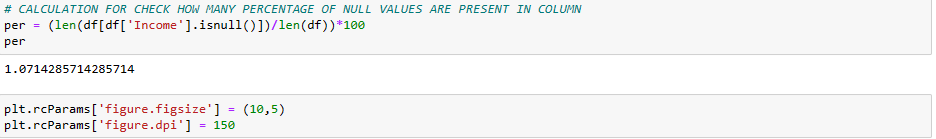 # CALCULATION FOR CHECK HOW MANY PERCENTAGE OF NULL VALUES ARE PRESENT IN COLUMN
per = (len(df[df['Income'].isnull()])/len(df))*100
per
1.0714285714285714
plt.rcParams['figure.figsize'] = (10,5)
plt.rcParams['figure.dpi'] = 150